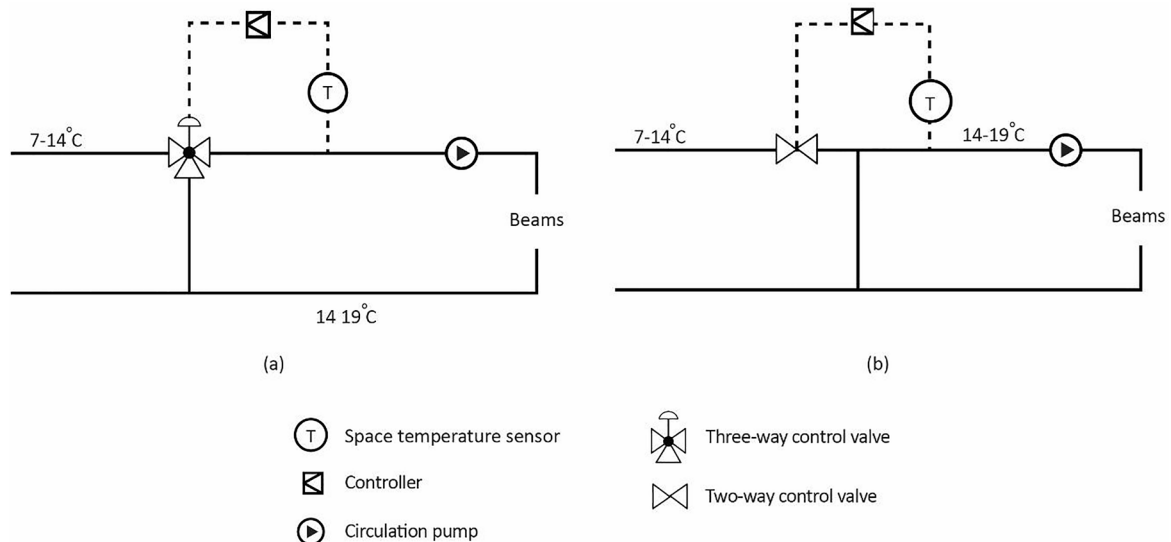 7-14°C
T
Beams
14 19°C
(a)
7-14°C
T
14-19°C
Beams
(b)
T Space temperature sensor
Controller
Circulation pump
Three-way control valve
Two-way control valve